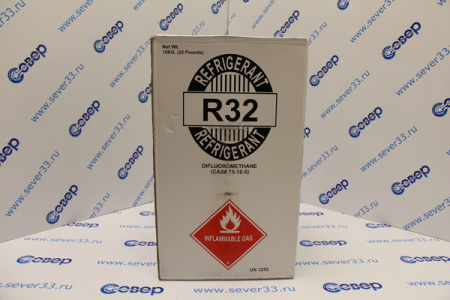 Net Wt.
10KG. (22 Pounds)
REFRIGERANT
R32
REFRIGERANT
DIFLUOROMETHANE
(CAS# 75-10-5)
INFLAMMABLE GAS
UN 3252
Север
www.sever33.ru